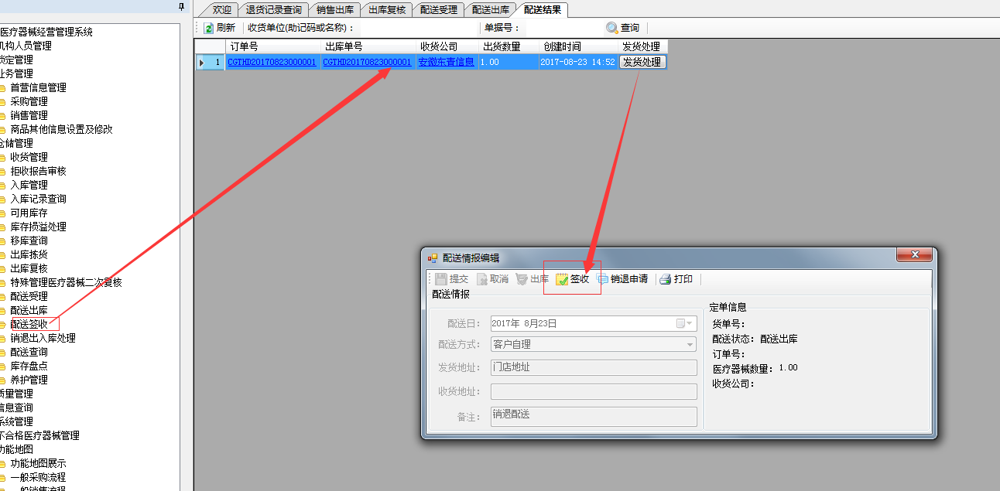 欢迎 退货记录查询 销售出库 出库复核 配送受理 配送出库 配送结果
刷新 收货单位(助记码或名称)： 单据号： 查询
订单号 出库单号 收货公司 出货数量 创建时间 发货处理
1 CGTHD20170823000001 CGTHD20170823000001 安徽东青信息 1.00 2017-08-23 14:52 发货处理
医疗器械经营管理系统
机构人员管理
锁定管理
业务管理
首营信息管理
采购管理
销售管理
商品其他信息设置及修改
仓储管理
收货管理
拒收报告审核
入库管理
入库记录查询
可用库存
库存损溢处理
移库查询
出库拣货
出库复核
特殊管理医疗器械二次复核
配送受理
配送出库
配送签收
销退出入库处理
配送查询
库存盘点
养护管理
质量管理
信息查询
系统管理
不合格医疗器械管理
功能地图
功能地图展示
一般采购流程
一般销售流程
配送情报编辑
提交 取消 出库 签收 销退申请 打印
配送情报
配送日： 2017年 8月23日
配送方式： 客户自理
发货地址： 门店地址
收货地址：
备注： 销退配送
定单信息
货单号：
配送状态： 配送出库
订单号：
医疗器械数量： 1.00
收货公司：